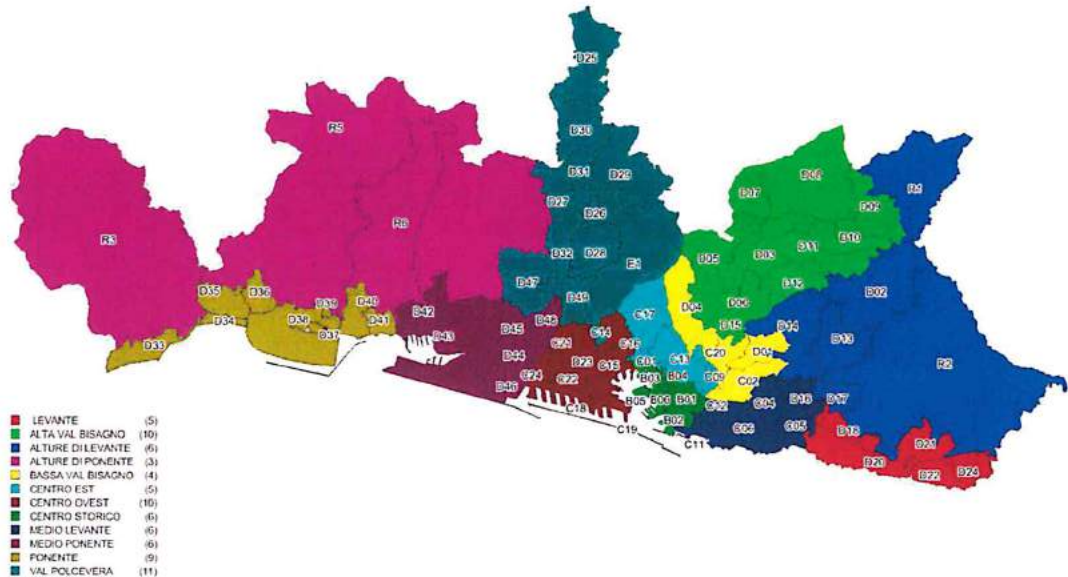 D25
D30
R5
D31
D29
D08
D07
D27
D09
D26
R3
R6
D11
D32
D28
D05
D03
E1
D47
D12
D02
D35
D36
D49
D04
D06
D40
D39
D42
C17
D34
D38
D41
D48
D15
D14
D37
D43
D45
C14
C16
C20
D13
D33
C21
C01
C13
D44
D23
C15
B03
B04
B09
C02
R2
D46
C24
C22
B05
B06
B01
C12
C04
D16
D17
C18
B02
C06
C05
D18
D21
C19
C11
D20
D22
D24
LEVANTE (5)
ALTA VAL BISAGNO (10)
ALTURE DI LEVANTE (6)
ALTURE DI PONENTE (3)
BASSA VAL BISAGNO (4)
CENTRO EST (5)
CENTRO OVEST (10)
CENTRO STORICO (6)
MEDIO LEVANTE (6)
MEDIO PONENTE (6)
PONENTE (9)
VAL POLCEVERA (11)